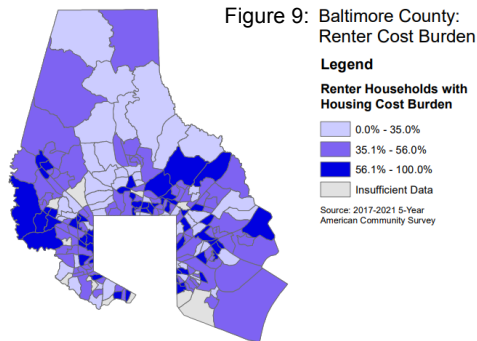 Figure 9: Baltimore County:
Renter Cost Burden
Legend
Renter Households with
Housing Cost Burden
0.0% - 35.0%
35.1% - 56.0%
56.1% - 100.0%
Insufficient Data
Source: 2017-2021 5-Year
American Community Survey